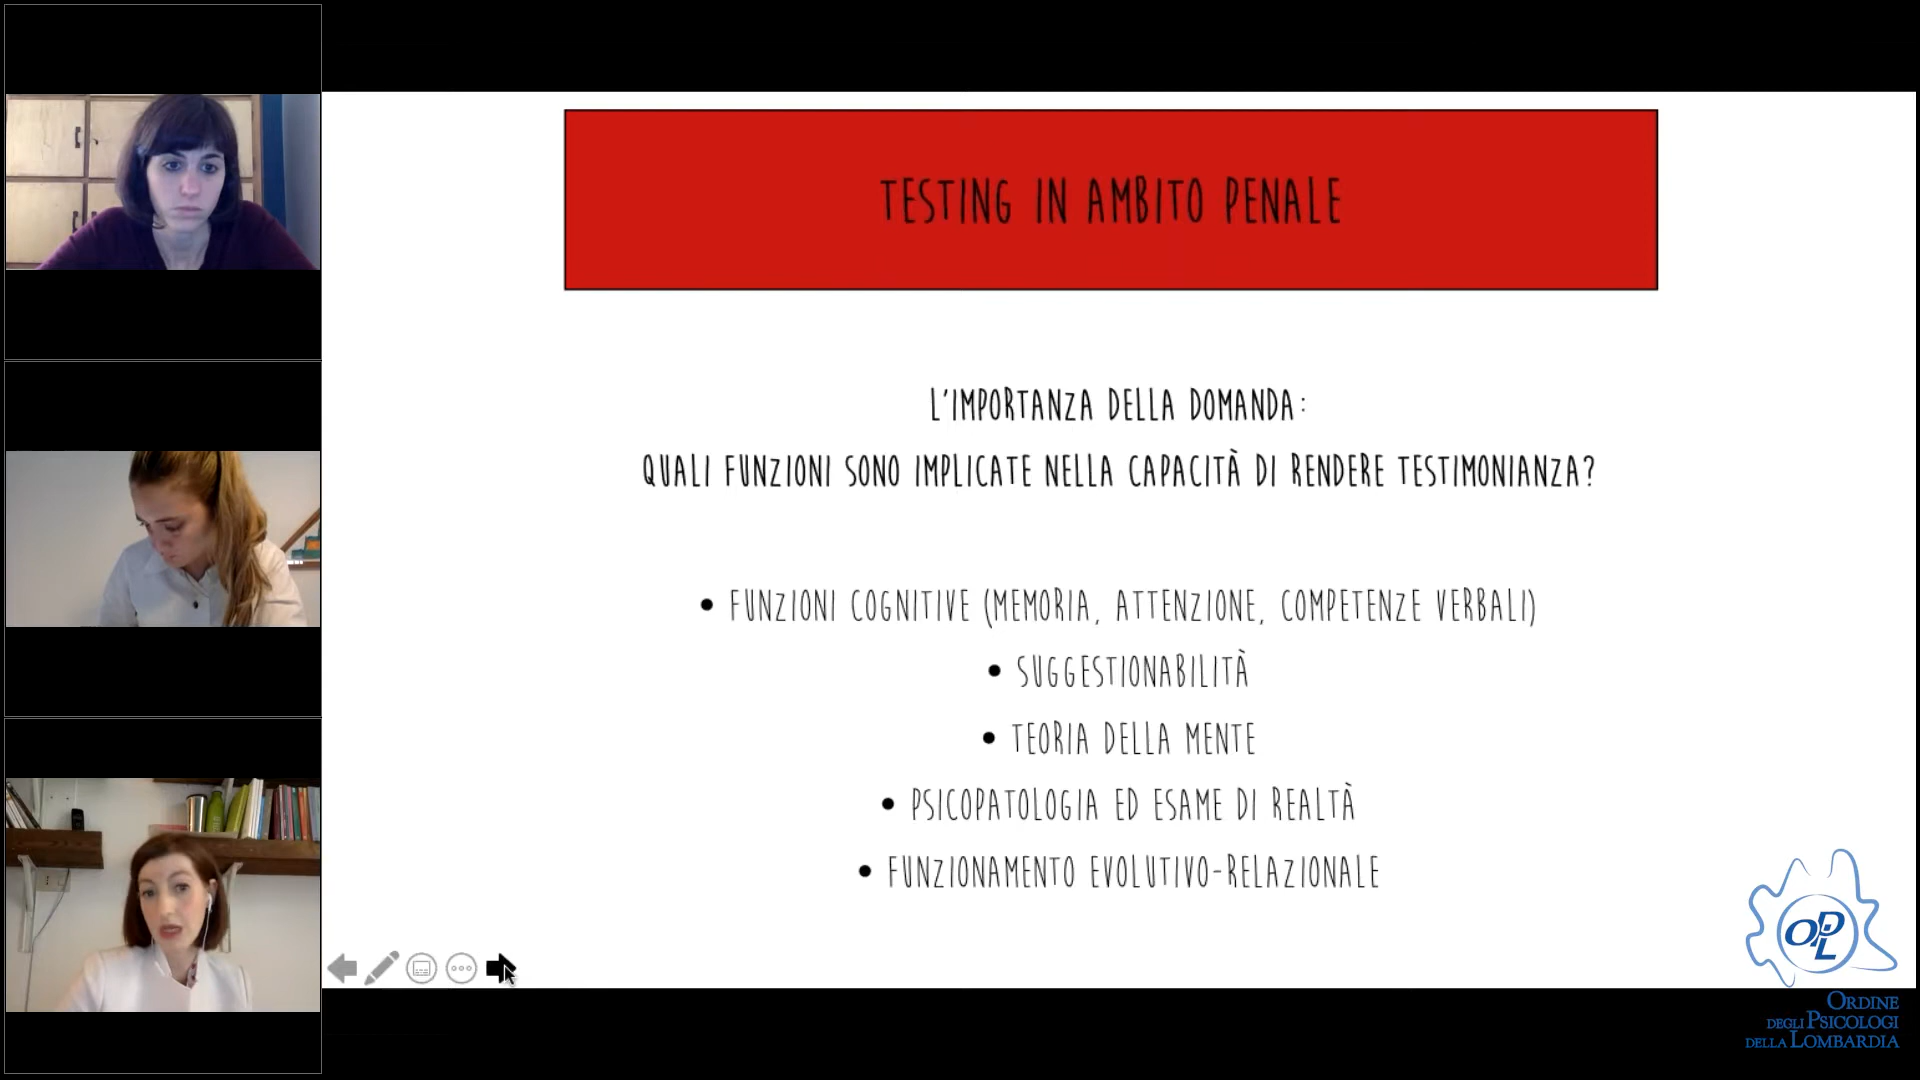 TESTING IN AMBITO PENALE
L'IMPORTANZA DELLA DOMANDA:
QUALI FUNZIONI SONO IMPLICATE NELLA CAPACITÀ DI RENDERE TESTIMONIANZA?
• FUNZIONI COGNITIVE (MEMORIA, ATTENZIONE, COMPETENZE VERBALI)
• SUGGESTIONABILITÀ
• TEORIA DELLA MENTE
• PSICOPATOLOGIA ED ESAME DI REALTÀ
• FUNZIONAMENTO EVOLUTIVO-RELAZIONALE
OPL
ORDINE
DEGLI PSICOLOGI
DELLA LOMBARDIA